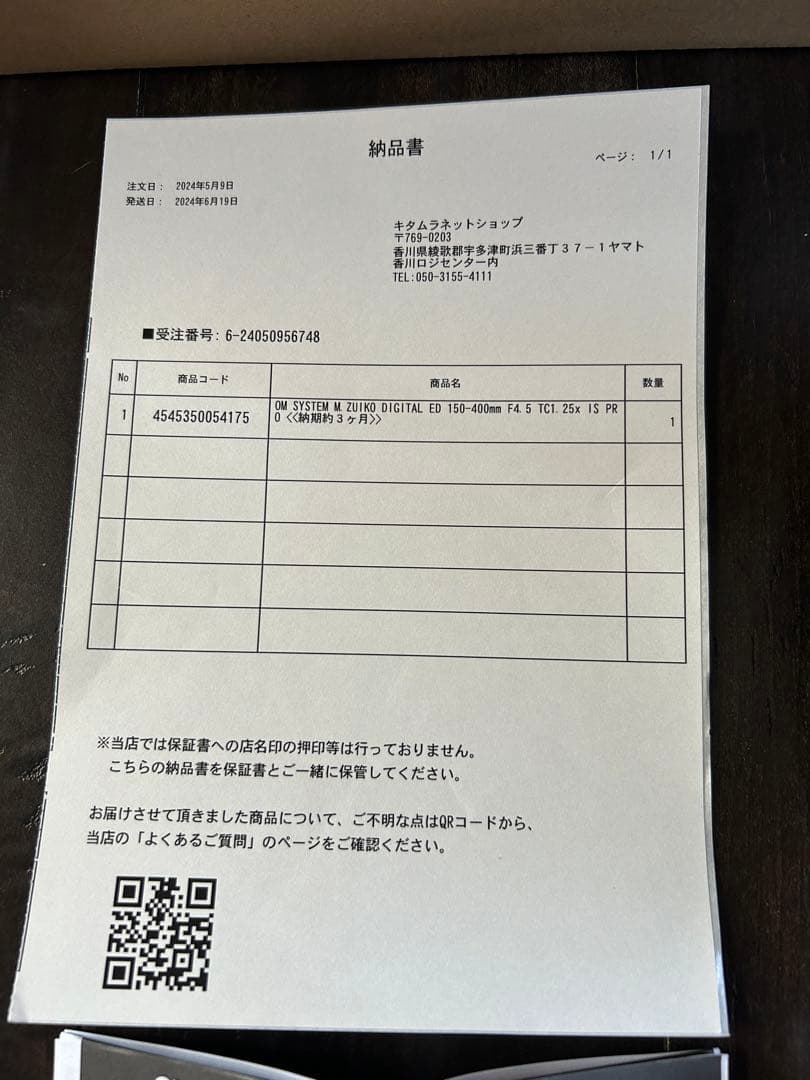 納品書
ページ： 1/1
注文日： 2024年5月9日
発送日： 2024年6月19日
キタムラネットショップ
〒769-0203
香川県綾歌郡宇多津町浜三番丁３７－１ヤマト
香川ロジセンター内
TEL:050-3155-4111
■受注番号: 6-24050956748
No 商品コード 商品名 数量
1 4545350054175 OM SYSTEM M.ZUIKO DIGITAL ED 150-400mm F4.5 TC1.25x IS PR
O <<納期約３ヶ月>> 1
※当店では保証書への店名印の押印等は行っておりません。
こちらの納品書を保証書とご一緒に保管してください。
お届けさせて頂きました商品について、ご不明な点はQRコードから、
当店の「よくあるご質問」のページをご確認ください。